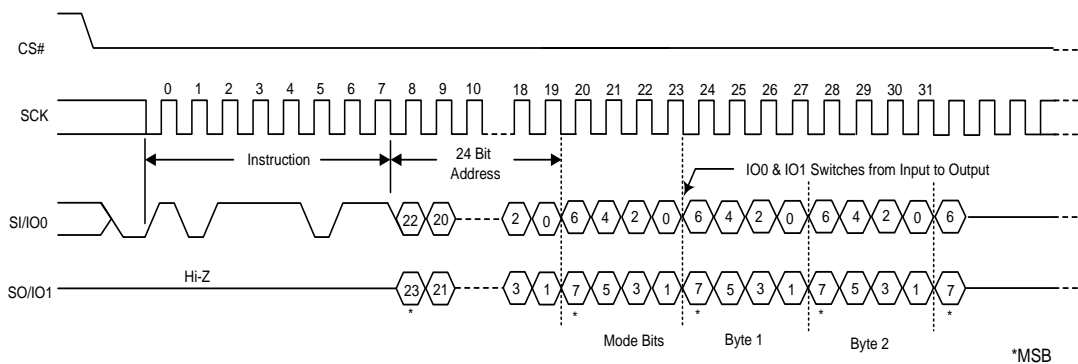 CS#
0 1 2 3 4 5 6 7 8 9 10 18 19 20 21 22 23 24 25 26 27 28 29 30 31
SCK
Instruction
24 Bit
Address
IO0 & IO1 Switches from Input to Output
SI/IO0
22 20 2 0 6 4 2 0 6 4 2 0 6 4 2 0 6
Hi-Z
SO/IO1
23 21 3 1 7 5 3 1 7 5 3 1 7 5 3 1 7
* * * * *
Mode Bits Byte 1 Byte 2
*MSB